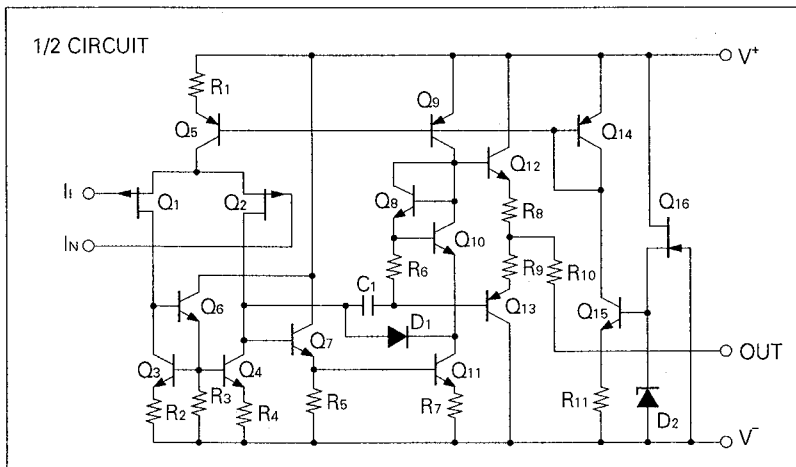 1/2 CIRCUIT
V+
R1
Q5
Q9
Q14
Q12
Q16
II
Q1
Q2
Q8
R8
IN
Q10
R6
R9
R10
C1
Q6
Q13
Q15
D1
Q3
Q4
Q7
Q11
OUT
R2
R3
R4
R5
R7
R11
D2
V-